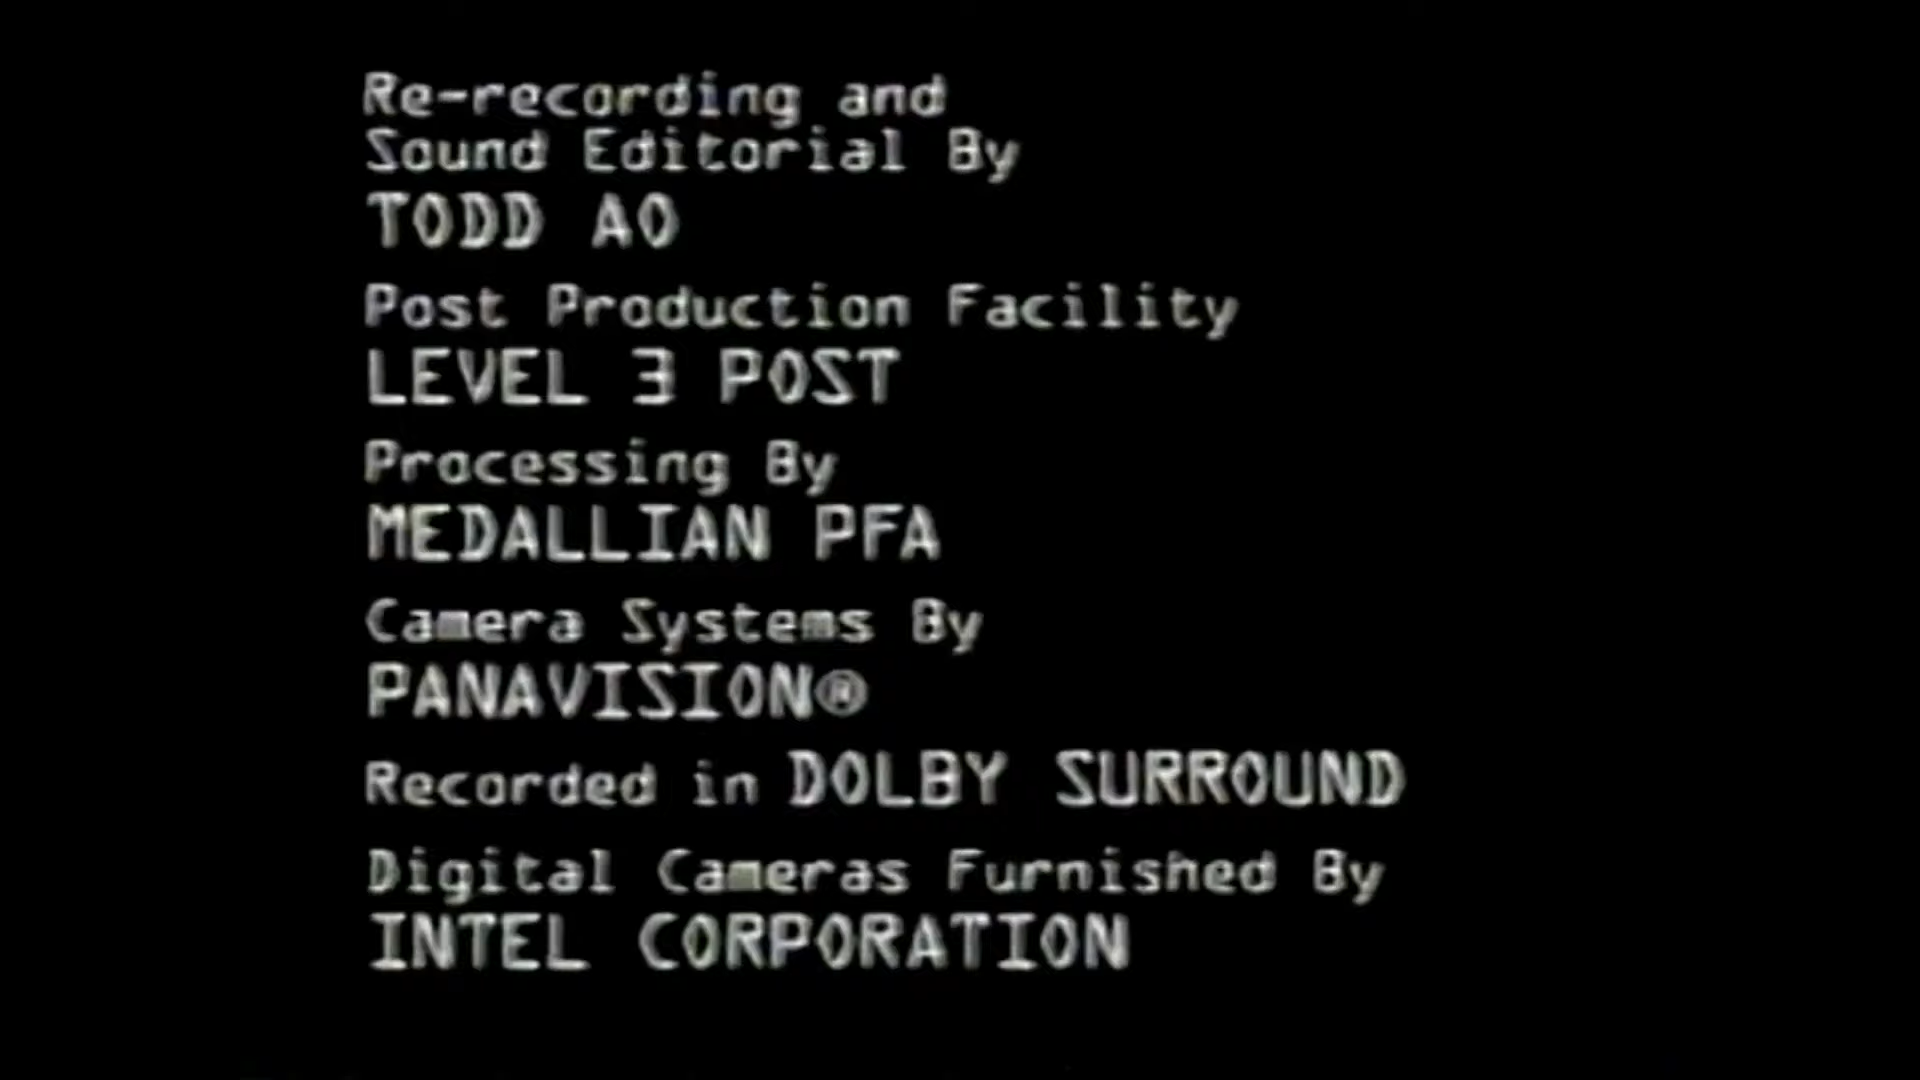 Re-recording and
Sound Editorial By
TODD AO
Post Production Facility
LEVEL 3 POST
Processing By
MEDALLIAN PFA
Camera Systems By
PANAVISION®
Recorded in DOLBY SURROUND
Digital Cameras Furnished By
INTEL CORPORATION